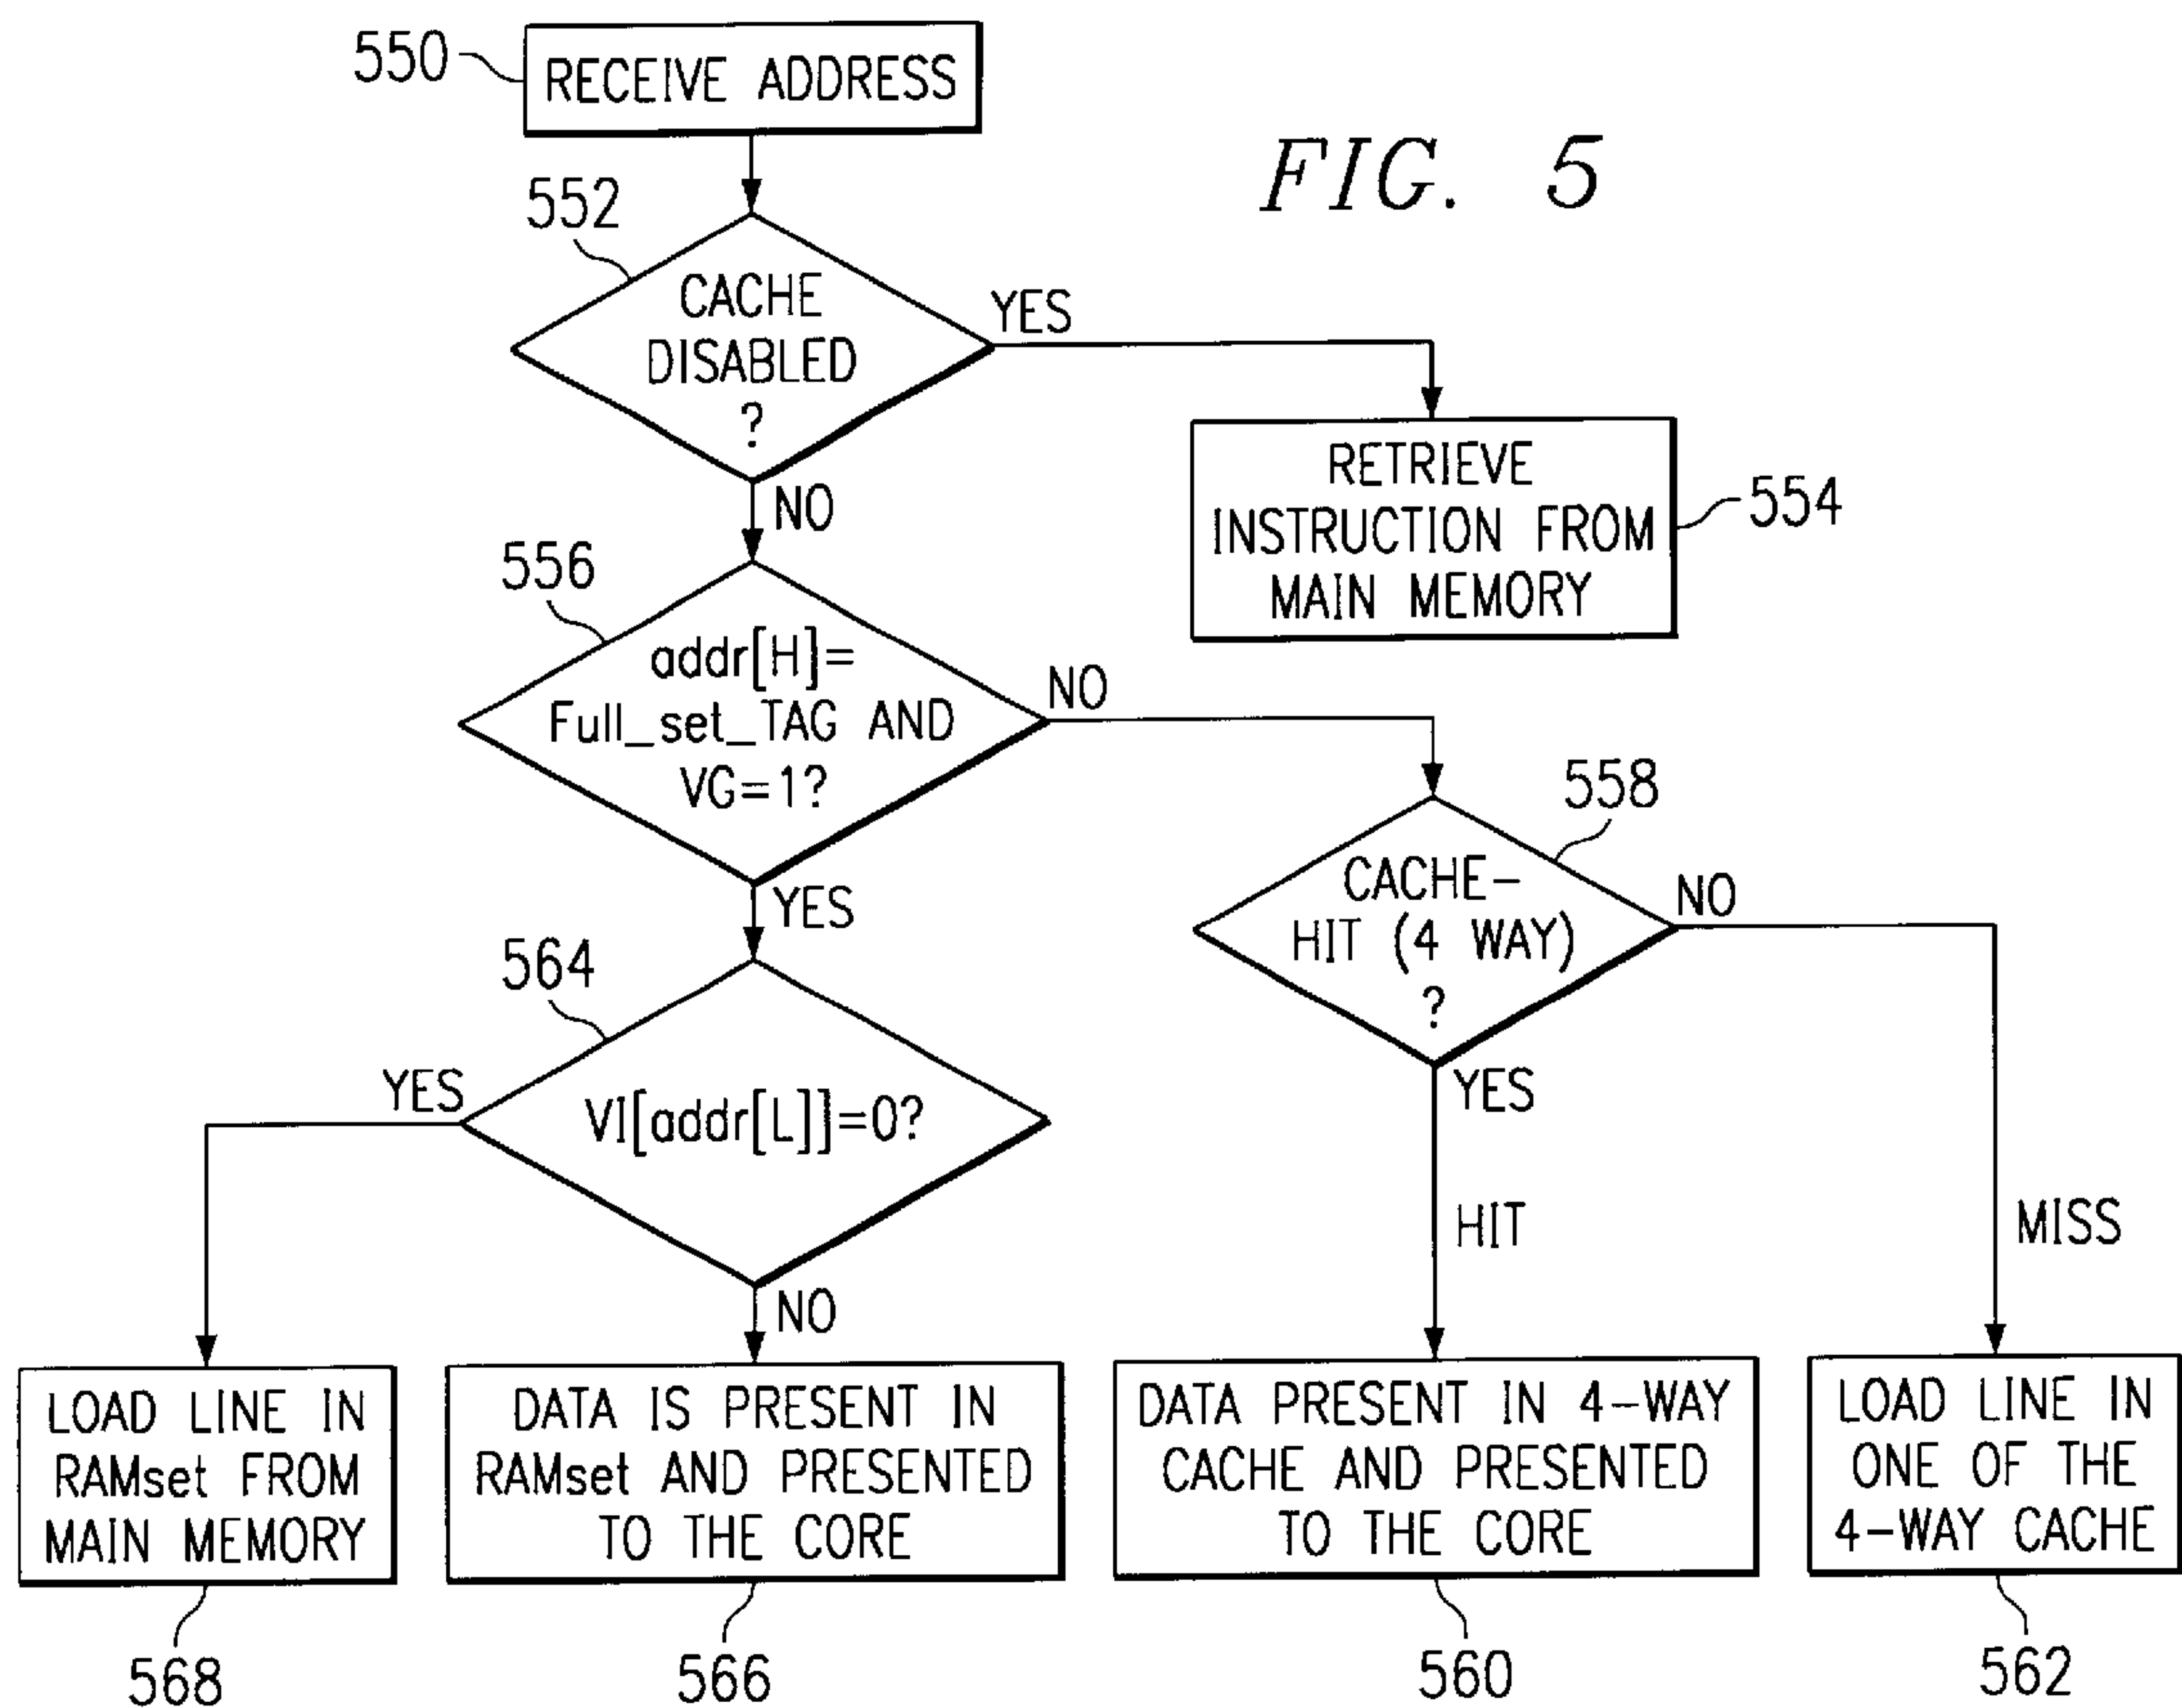 550
RECEIVE ADDRESS
FIG. 5
552
CACHE
DISABLED
?
YES
NO
RETRIEVE
INSTRUCTION FROM
MAIN MEMORY
554
556
addr[H]=
Full_set_TAG AND
VG=1?
NO
YES
558
CACHE-
HIT (4 WAY)
?
NO
YES
HIT
MISS
564
VI[addr[L]]=0?
YES
NO
LOAD LINE IN
RAMset FROM
MAIN MEMORY
568
DATA IS PRESENT IN
RAMset AND PRESENTED
TO THE CORE
566
DATA PRESENT IN 4-WAY
CACHE AND PRESENTED
TO THE CORE
560
LOAD LINE IN
ONE OF THE
4-WAY CACHE
562